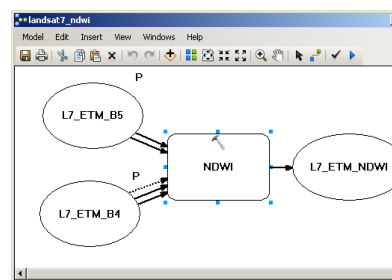 landsat7_ndwi
Model Edit Insert View Windows Help
P
L7_ETM_B5
NDWI
L7_ETM_NDWI
P
L7_ETM_B4